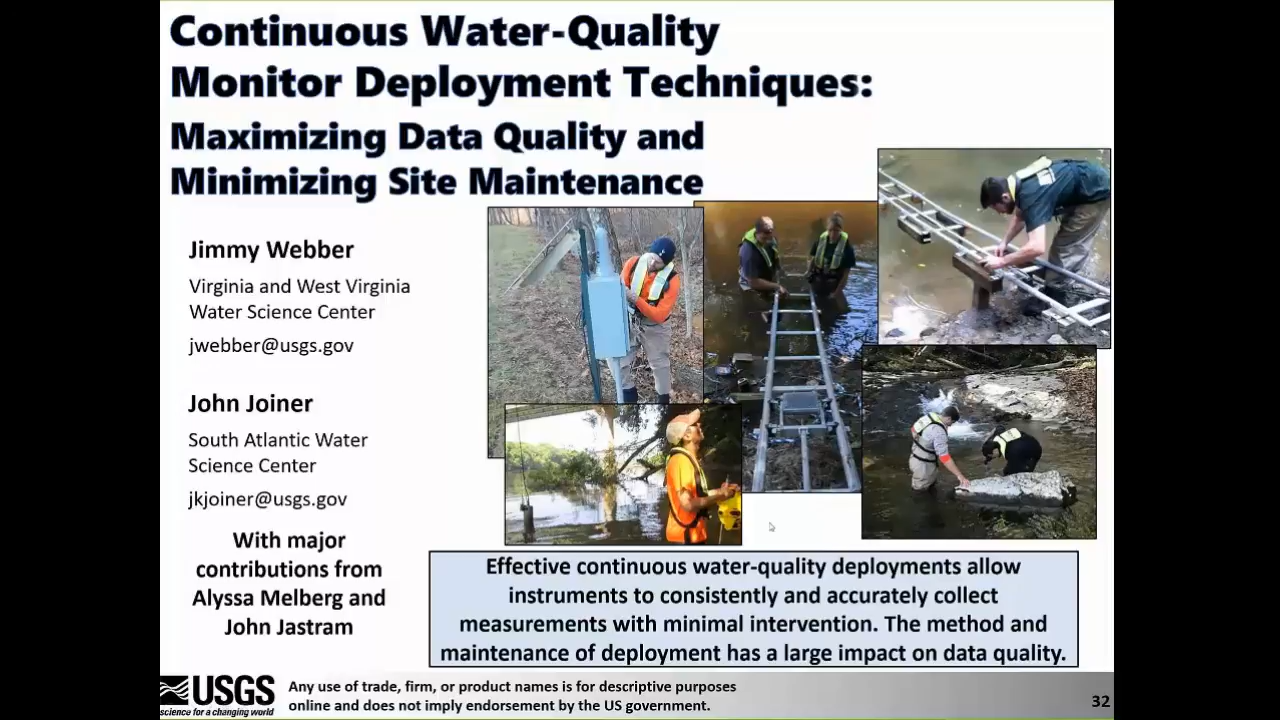 Continuous Water-Quality
Monitor Deployment Techniques:
Maximizing Data Quality and
Minimizing Site Maintenance
Jimmy Webber
Virginia and West Virginia
Water Science Center
jwebber@usgs.gov
John Joiner
South Atlantic Water
Science Center
jkjoiner@usgs.gov
With major
contributions from
Alyssa Melberg and
John Jastram
Effective continuous water-quality deployments allow
instruments to consistently and accurately collect
measurements with minimal intervention. The method and
maintenance of deployment has a large impact on data quality.
USGS
science for a changing world
Any use of trade, firm, or product names is for descriptive purposes
online and does not imply endorsement by the US government.
32